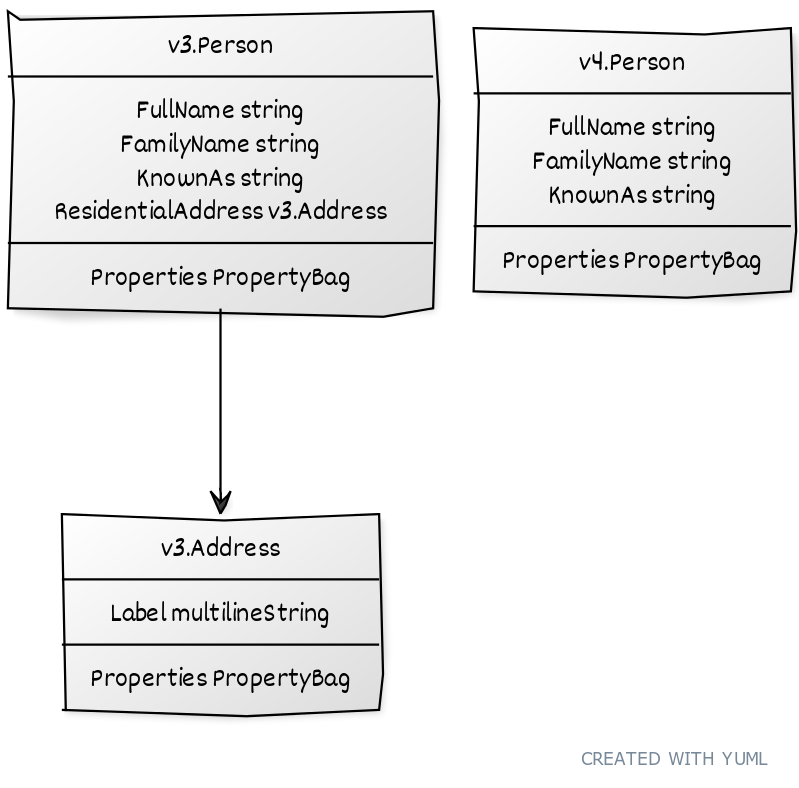 v3.Person
FullName string
FamilyName string
KnownAs string
ResidentialAddress v3.Address
Properties PropertyBag
v4.Person
FullName string
FamilyName string
KnownAs string
Properties PropertyBag
v3.Address
Label multilineString
Properties PropertyBag
CREATED WITH YUML